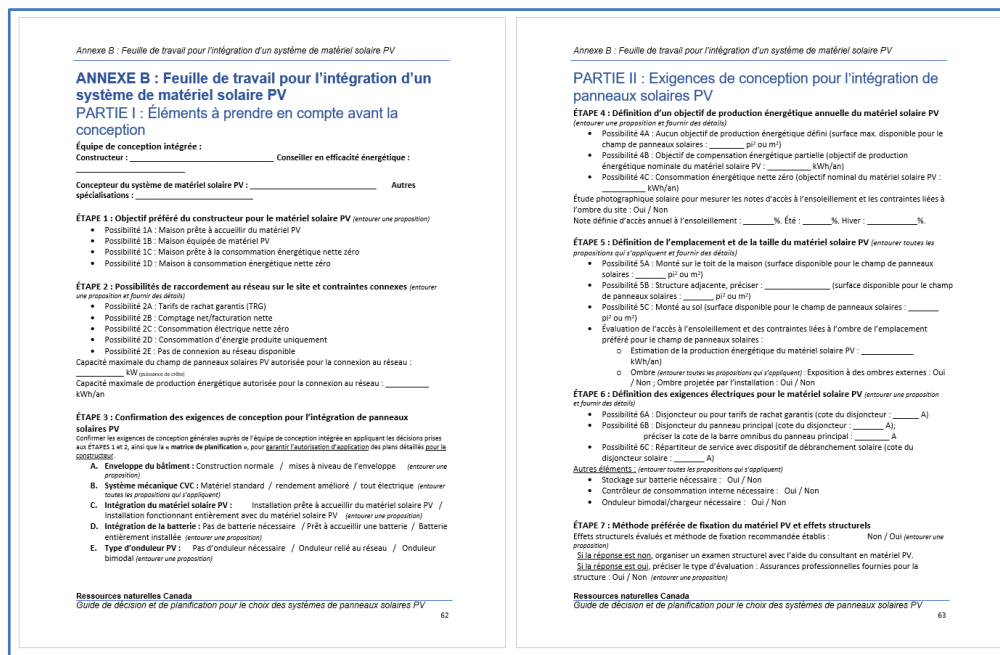 Annexe B : Feuille de travail pour l'intégration d'un système de matériel solaire PV
ANNEXE B : Feuille de travail pour l'intégration d'un
système de matériel solaire PV
PARTIE I : Éléments à prendre en compte avant la
conception
Équipe de conception intégrée :
Constructeur : ____________________ Conseiller en efficacité énergétique :
____________________
Concepteur du système de matériel solaire PV : ____________________ Autres
spécialisations : ____________________
ÉTAPE 1 : Objectif préféré du constructeur pour le matériel solaire PV (entourer une proposition)
• Possibilité 1A : Maison prête à accueillir du matériel PV
• Possibilité 1B : Maison équipée de matériel PV
• Possibilité 1C : Maison prête à la consommation énergétique nette zéro
• Possibilité 1D : Maison à consommation énergétique nette zéro
ÉTAPE 2 : Possibilités de raccordement au réseau sur le site et contraintes connexes (entourer
une proposition et fournir des détails)
• Possibilité 2A : Tarifs de rachat garantis (TRG)
• Possibilité 2B : Comptage net/facturation nette
• Possibilité 2C : Consommation électrique nette zéro
• Possibilité 2D : Consommation d'énergie produite uniquement
• Possibilité 2E : Pas de connexion au réseau disponible
Capacité maximale du champ de panneaux solaires PV autorisée pour la connexion au réseau :
__________ kW (puissance de crête)
Capacité maximale de production énergétique autorisée pour la connexion au réseau : _________
kWh/an
ÉTAPE 3 : Confirmation des exigences de conception pour l'intégration de panneaux
solaires PV
Confirmer les exigences de conception générales auprès de l'équipe de conception intégrée en appliquant les décisions prises
aux ÉTAPES 1 et 2, ainsi que la « matrice de planification », pour garantir l'autorisation d'application des plans détaillés pour le
constructeur.
A. Enveloppe du bâtiment : Construction normale / mises à niveau de l'enveloppe (entourer une
proposition)
B. Système mécanique CVC : Matériel standard / rendement amélioré / tout électrique (entourer
toutes les propositions qui s'appliquent)
C. Intégration du matériel solaire PV : Installation prête à accueillir du matériel PV /
Installation fonctionnant entièrement avec du matériel solaire PV (entourer une proposition)
D. Intégration de la batterie : Pas de batterie nécessaire / Prêt à accueillir une batterie / Batterie
entièrement installée (entourer une proposition)
E. Type d'onduleur PV : Pas d'onduleur nécessaire / Onduleur relié au réseau / Onduleur
bimodal (entourer une proposition)
Ressources naturelles Canada
Guide de décision et de planification pour le choix des systèmes de panneaux solaires PV
62
Annexe B : Feuille de travail pour l'intégration d'un système de matériel solaire PV
PARTIE II : Exigences de conception pour l'intégration de
panneaux solaires PV
ÉTAPE 4 : Définition d'un objectif de production énergétique annuelle du matériel solaire PV
(entourer une proposition et fournir des détails)
• Possibilité 4A : Aucun objectif de production énergétique défini (surface max. disponible pour le
champ de panneaux solaires : ________ pi² ou m²)
• Possibilité 4B : Objectif de compensation énergétique partielle (objectif de production
énergétique nominale du matériel solaire PV : __________ kWh/an)
• Possibilité 4C : Consommation énergétique nette zéro (objectif nominal du matériel solaire PV :
__________ kWh/an)
Étude photographique solaire pour mesurer les notes d'accès à l'ensoleillement et les contraintes liées à
l'ombre du site : Oui / Non
Note définie d'accès annuel à l'ensoleillement : _______%. Été : ______%. Hiver : ___________%.
ÉTAPE 5 : Définition de l'emplacement et de la taille du matériel solaire PV (entourer toutes les
propositions qui s'appliquent et fournir des détails)
• Possibilité 5A : Monté sur le toit de la maison (surface disponible pour le champ de panneaux
solaires : _______ pi² ou m²)
• Possibilité 5B : Structure adjacente, préciser : ______________ (surface disponible pour le champ
de panneaux solaires : ______ pi² ou m²)
• Possibilité 5C : Monté au sol (surface disponible pour le champ de panneaux solaires : ______
pi² ou m²)
• Évaluation de l'accès à l'ensoleillement et des contraintes liées à l'ombre de l'emplacement
préféré pour le champ de panneaux solaires :
o Estimation de la production énergétique du matériel solaire PV : ___________
kWh/an)
o Ombre (entourer toutes les propositions qui s'appliquent) : Exposition à des ombres externes : Oui
/ Non ; Ombre projetée par l'installation : Oui / Non
ÉTAPE 6 : Définition des exigences électriques pour le matériel solaire PV (entourer une proposition
et fournir des détails)
• Possibilité 6A : Disjoncteur ou pour tarifs de rachat garantis (cote du disjoncteur : ______ A)
• Possibilité 6B : Disjoncteur du panneau principal (cote du disjoncteur : _______ A);
préciser la cote de la barre omnibus du panneau principal : _______ A
• Possibilité 6C : Répartiteur de service avec dispositif de débranchement solaire (cote du
disjoncteur solaire : _______ A)
Autres éléments : (entourer toutes les propositions qui s'appliquent)
• Stockage sur batterie nécessaire : Oui / Non
• Contrôleur de consommation interne nécessaire : Oui / Non
• Onduleur bimodal/chargeur nécessaire : Oui / Non
ÉTAPE 7 : Méthode préférée de fixation du matériel PV et effets structurels
Effets structurels évalués et méthode de fixation recommandée établis : Non / Oui (entourer une
proposition)
Si la réponse est non, organiser un examen structurel avec l'aide du consultant en matériel PV.
Si la réponse est oui, préciser le type d'évaluation : Assurances professionnelles fournies pour la
structure : Oui / Non (entourer une proposition)
Ressources naturelles Canada
Guide de décision et de planification pour le choix des systèmes de panneaux solaires PV
63